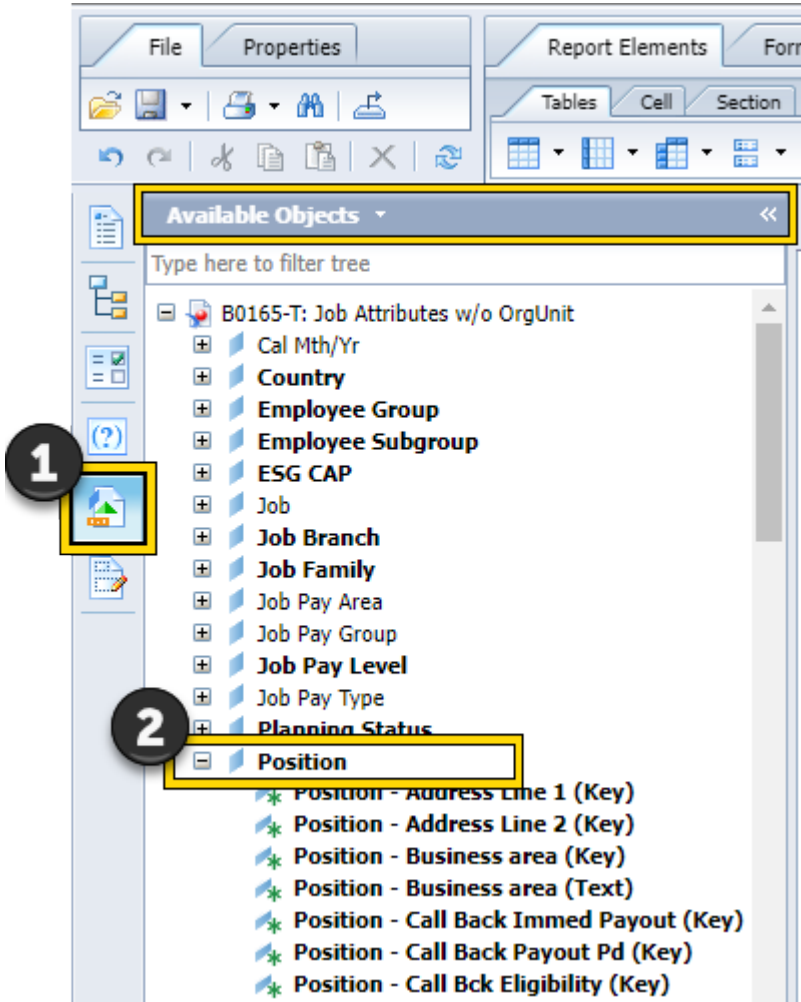 File Properties Report Elements
Tables Cell Section
Available Objects
Type here to filter tree
B0165-T: Job Attributes w/o OrgUnit
Cal Mth/Yr
Country
Employee Group
Employee Subgroup
(?)
1
ESG CAP
Job
Job Branch
Job Family
Job Pay Area
Job Pay Group
Job Pay Level
Job Pay Type
2
Planning Status
Position
Position - Address Line 1 (Key)
Position - Address Line 2 (Key)
Position - Business area (Key)
Position - Business area (Text)
Position - Call Back Immed Payout (Key)
Position - Call Back Payout Pd (Key)
Position - Call Bck Eligibility (Key)